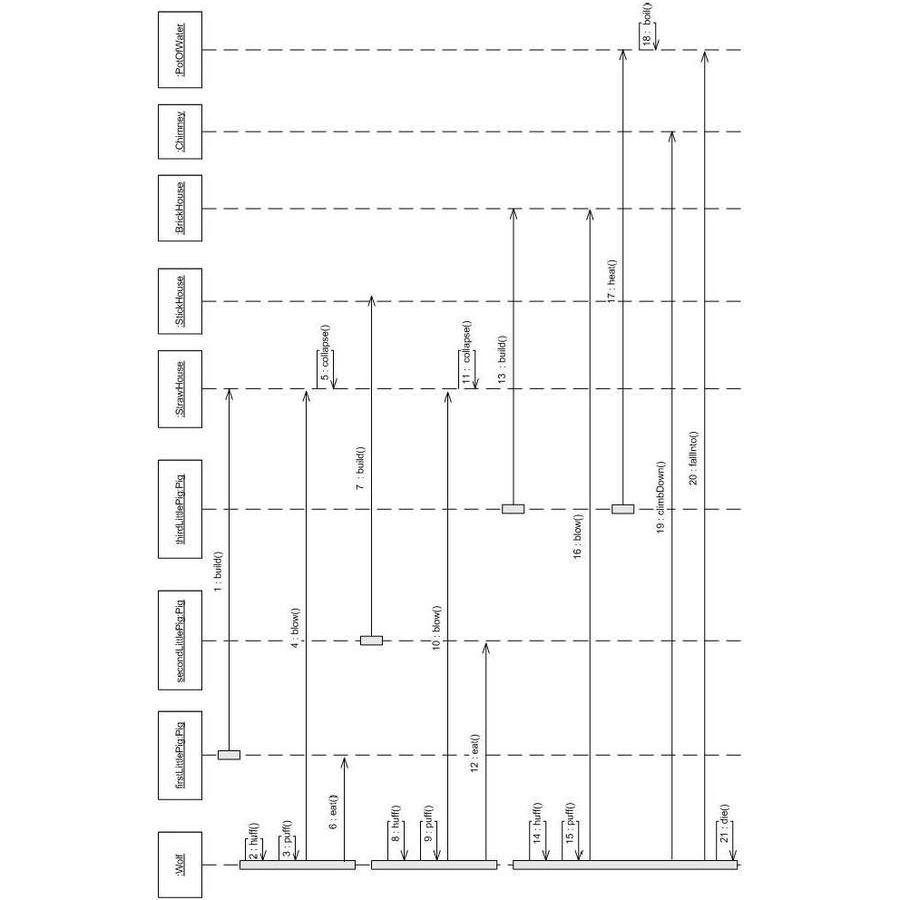 :Wolf
firstLittlePig:Pig
secondLittlePig:Pig
thirdLittlePig:Pig
:StrawHouse
:StickHouse
:BrickHouse
:Chimney
:PotOfWater
1 : build()
2 : huff()
3 : puff()
4 : blow()
5 : collapse()
6 : eat()
7 : build()
8 : huff()
9 : puff()
10 : blow()
11 : collapse()
12 : eat()
13 : build()
14 : huff()
15 : puff()
16 : blow()
17 : heat()
18 : boil()
19 : climbDown()
20 : fallInto()
21 : die()